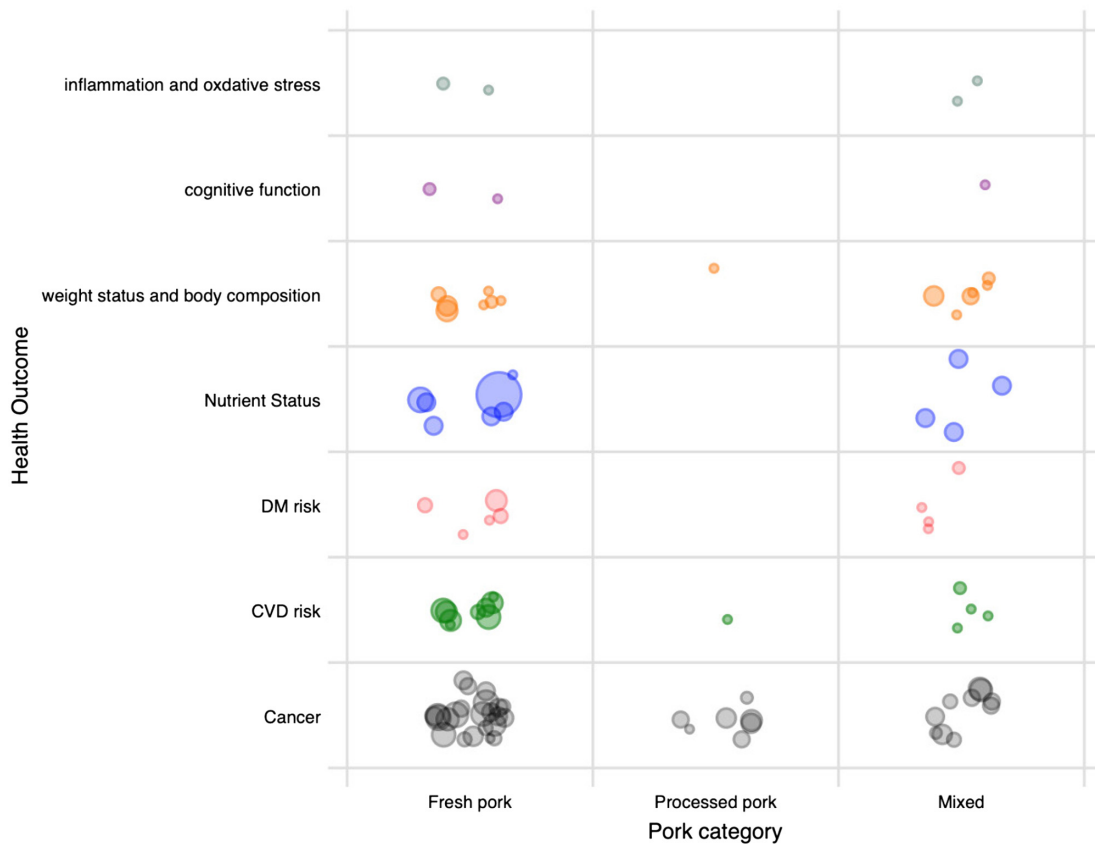 inflammation and oxdative stress
cognitive function
weight status and body composition
Nutrient Status
DM risk
CVD risk
Cancer
Health Outcome
Fresh pork
Processed pork
Mixed
Pork category